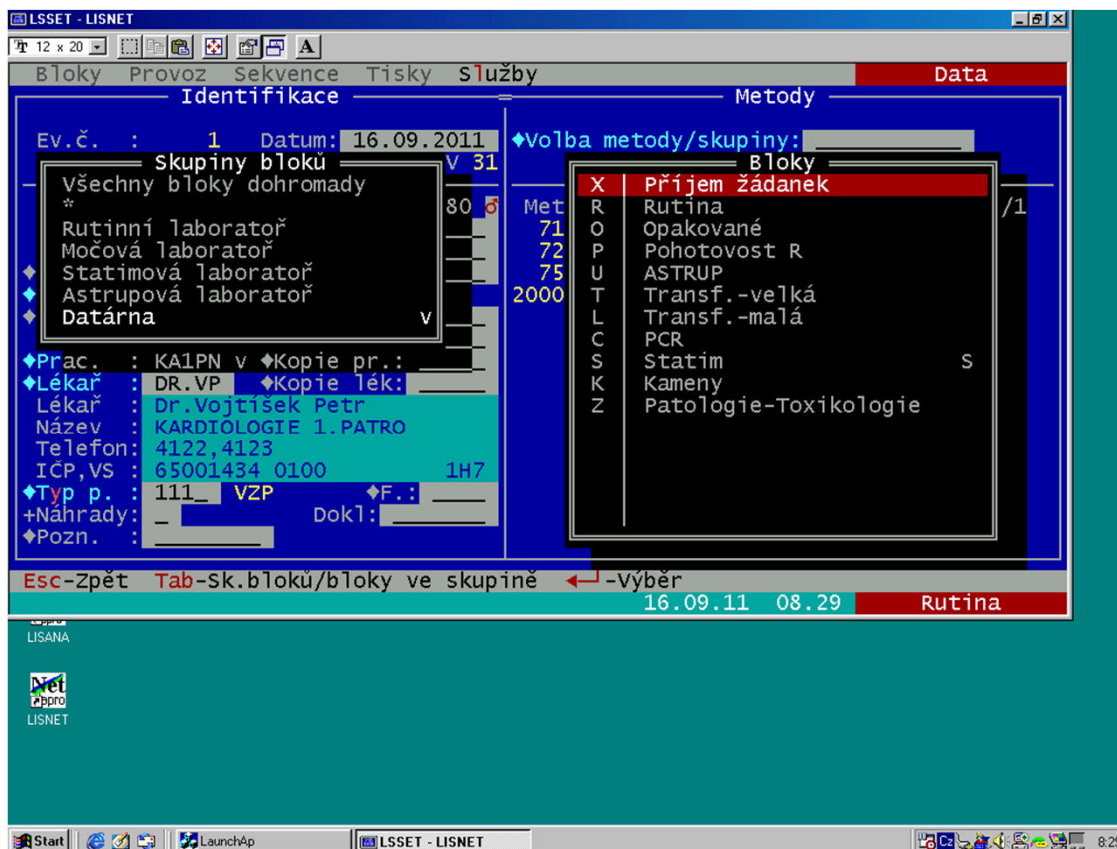 LSSET - LISNET
12 x 20
A
Bloky Provoz Sekvence Tisky Služby Data
Identifikace
Metody
Ev.č. : 1 Datum: 16.09.2011
V 31
80
◆Volba metody/skupiny:
Skupiny bloků
Všechny bloky dohromady
*
Rutinní laboratoř
Močová laboratoř
Statimová laboratoř
Astrupová laboratoř
Datárna v
Met
/1
71
72
75
2000
Bloky
X Příjem žádanek
R Rutina
O Opakované
P Pohotovost R
U ASTRUP
T Transf.-velká
L Transf.-malá
C PCR
S Statim S
K Kameny
Z Patologie-Toxikologie
◆Prac. : KA1PN v ◆Kopie pr.:
◆Lékař : DR.VP ◆Kopie lék:
Lékař : Dr.Vojtíšek Petr
Název : KARDIOLOGIE 1.PATRO
Telefon: 4122,4123
IČP,VS : 65001434 0100 1H7
◆Typ p. : 111_ VZP ◆F.:
+Náhrady: _ Dokl:
◆Pozn. :
Esc-Zpět Tab-Sk.bloků/bloky ve skupině ◄─┘-Výběr
16.09.11 08.29 Rutina
LISANA
Net
appro
LISNET
Start
LaunchAp
LSSET - LISNET
Cz